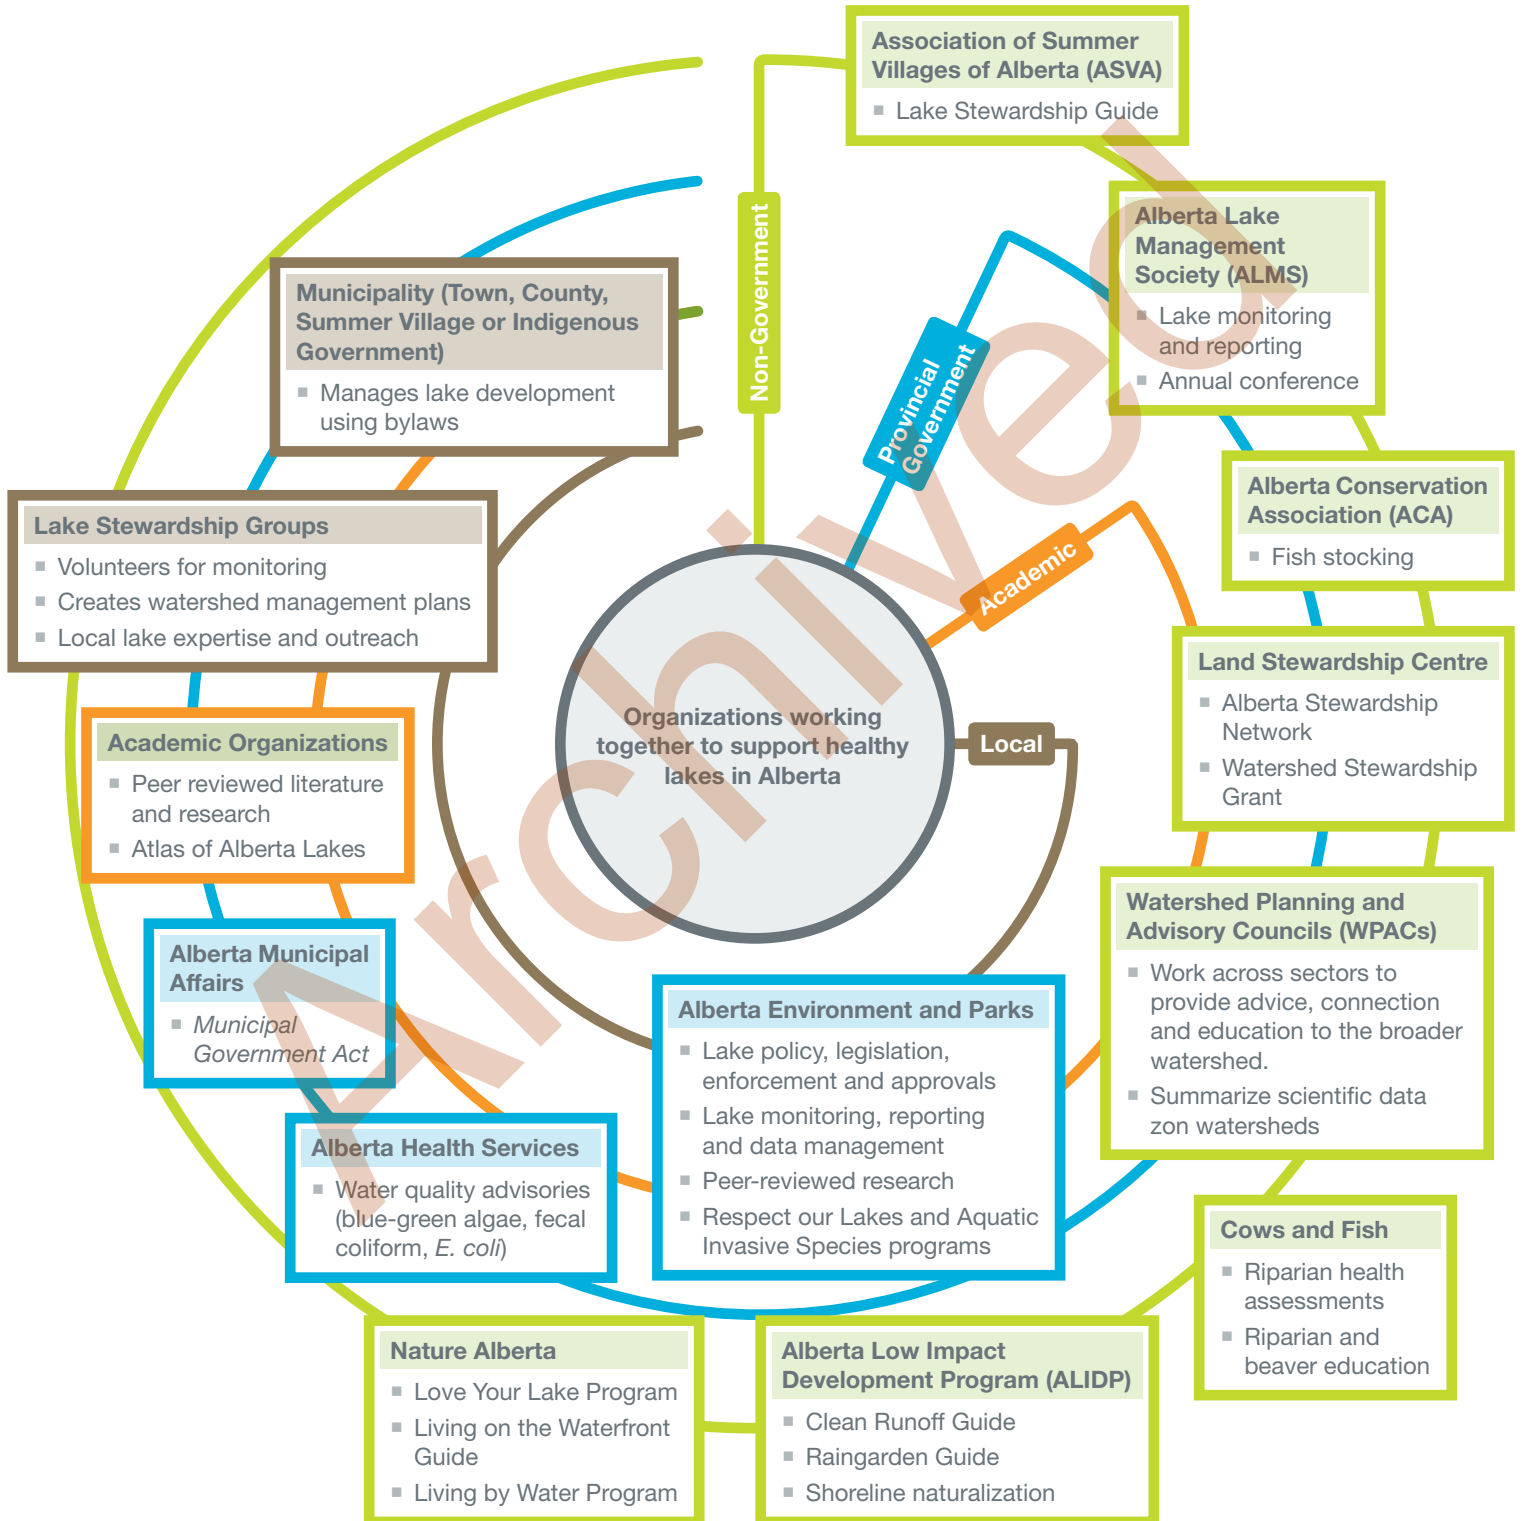 Association of Summer
Villages of Alberta (ASVA)
Lake Stewardship Guide
Alberta Lake
Management
Society (ALMS)
Lake monitoring
and reporting
Annual conference
Alberta Conservation
Association (ACA)
Fish stocking
Land Stewardship Centre
Alberta Stewardship
Network
Watershed Stewardship
Grant
Watershed Planning and
Advisory Councils (WPACs)
Work across sectors to
provide advice, connection
and education to the broader
watershed.
Summarize scientific data
zon watersheds
Cows and Fish
Riparian health
assessments
Riparian and
beaver education
Alberta Low Impact
Development Program (ALIDP)
Clean Runoff Guide
Raingarden Guide
Shoreline naturalization
Nature Alberta
Love Your Lake Program
Living on the Waterfront
Guide
Living by Water Program
Alberta Environment and Parks
Lake policy, legislation,
enforcement and approvals
Lake monitoring, reporting
and data management
Peer-reviewed research
Respect our Lakes and Aquatic
Invasive Species programs
Alberta Health Services
Water quality advisories
(blue-green algae, fecal
coliform, E. coli)
Alberta Municipal
Affairs
Municipal
Government Act
Academic Organizations
Peer reviewed literature
and research
Atlas of Alberta Lakes
Lake Stewardship Groups
Volunteers for monitoring
Creates watershed management plans
Local lake expertise and outreach
Municipality (Town, County,
Summer Village or Indigenous
Government)
Manages lake development
using bylaws
Non-Government
Provincial
Government
Academic
Local
Organizations working
together to support healthy
lakes in Alberta
Archived